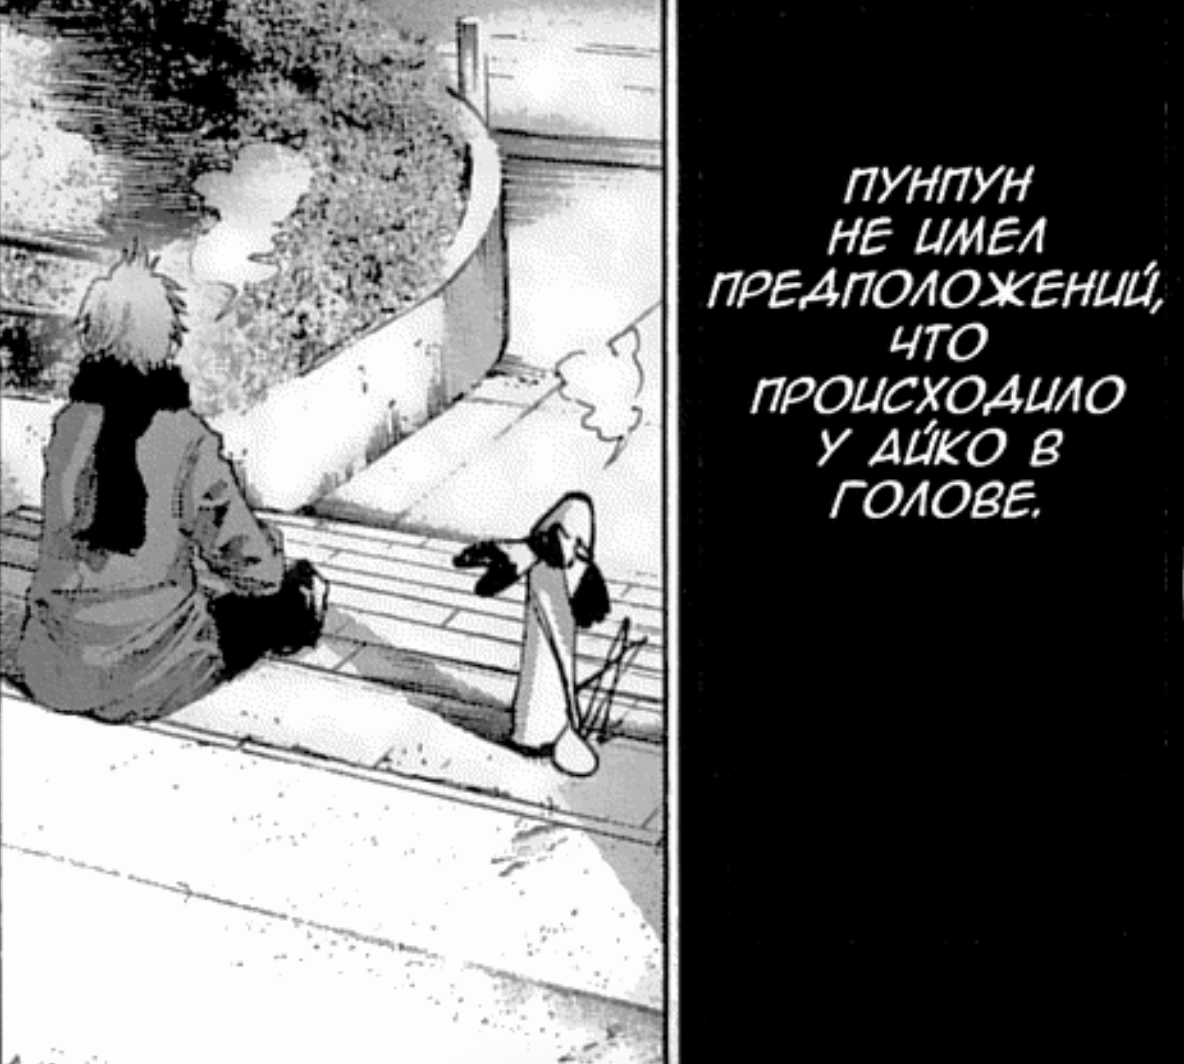 ПУНПУН
НЕ ИМЕЛ
ПРЕДПОЛОЖЕНИЙ,
ЧТО
ПРОИСХОДИЛО
У АЙКО В
ГОЛОВЕ.